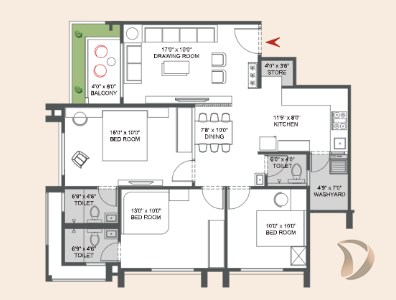 17'0" x 10'0"
DRAWING ROOM
4'0" x 3'6"
STORE
4'0" x 8'0"
BALCONY
11'9" x 8'0"
KITCHEN
16'0" x 10'0"
BED ROOM
7'8" x 10'0"
DINING
6'0" x 4'0"
TOILET
4'9" x 7'0"
WASHYARD
6'9" x 4'6"
TOILET
13'0" x 10'0"
BED ROOM
10'0" x 10'0"
BED ROOM
6'9" x 4'6"
TOILET